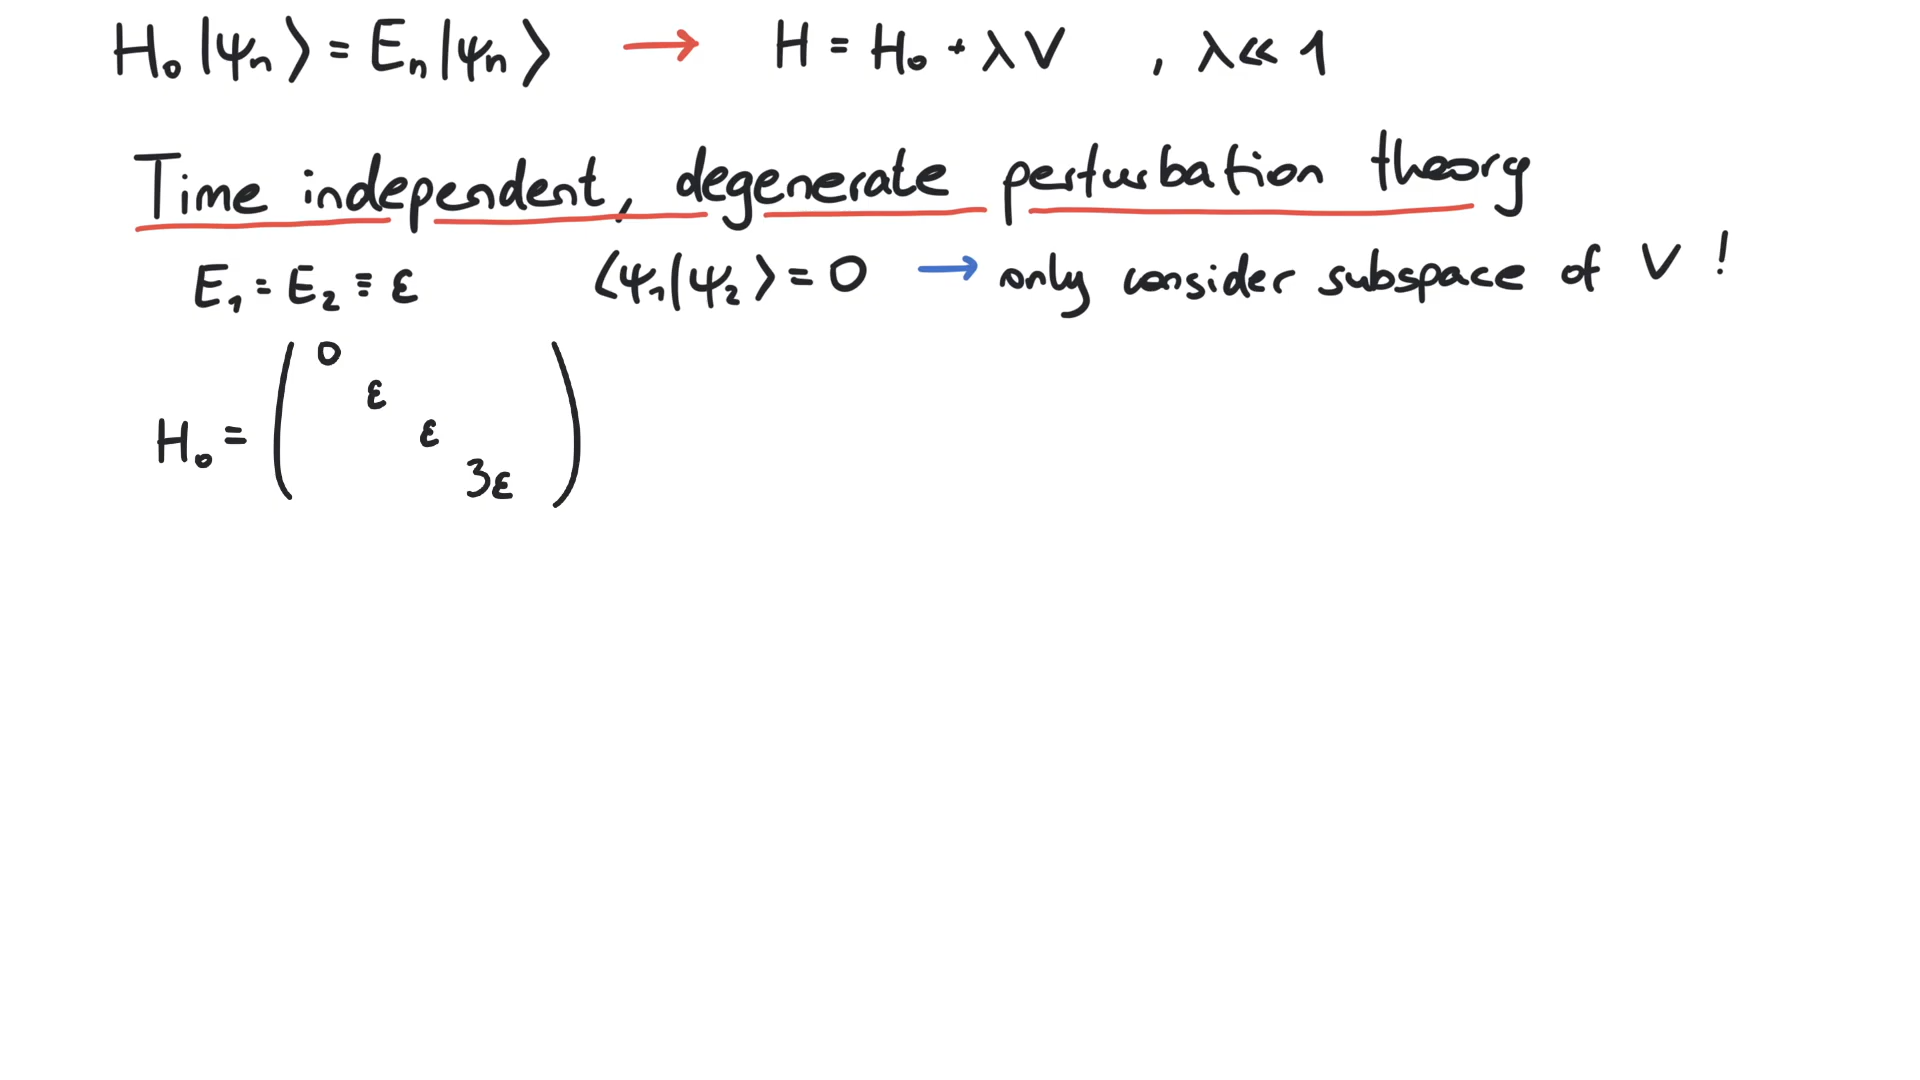 H₀|ψₙ⟩ = Eₙ|ψₙ⟩ → H = H₀ + λV , λ ≪ 1
Time independent, degenerate perturbation theory
E₁ = E₂ ≡ ε ⟨ψ₁|ψ₂⟩ = 0 → only consider subspace of V !
0
ε
H₀ = ( ε )
3ε